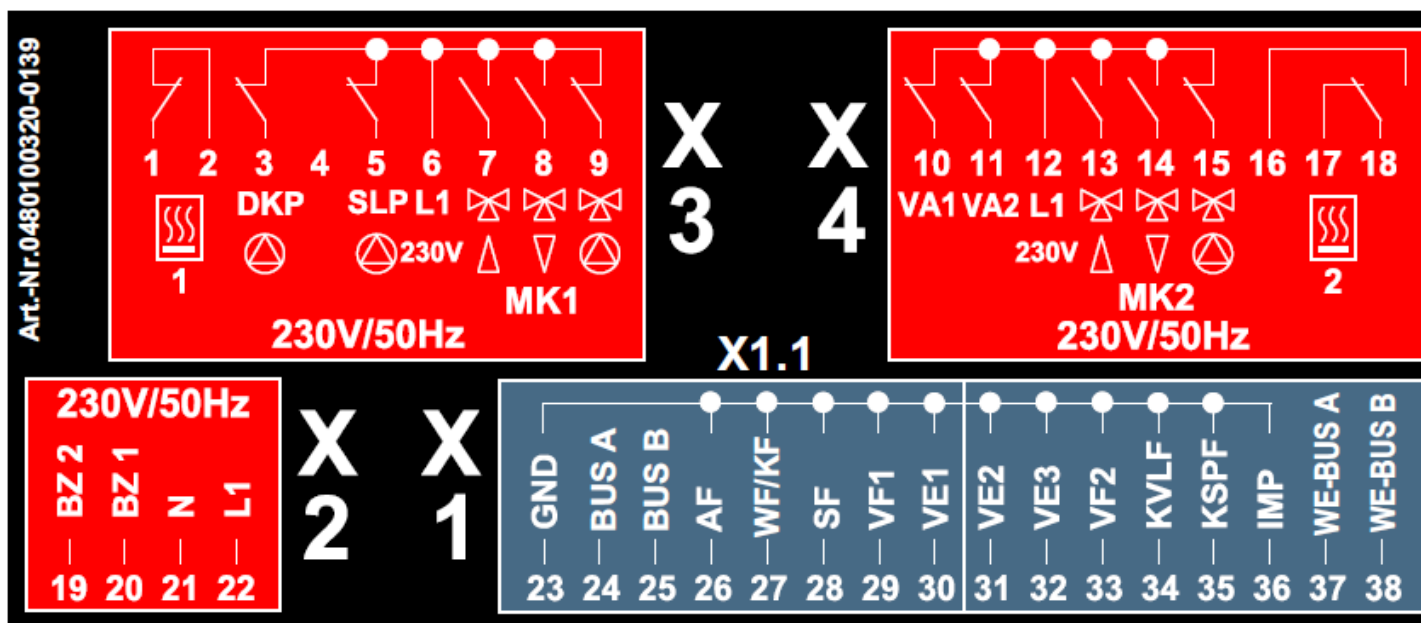 Art.-Nr.0480100320-0139
1 2 3 4 5 6 7 8 9
DKP SLP L1
230V
1
MK1
230V/50Hz
X
3
X
4
10 11 12 13 14 15 16 17 18
VA1 VA2 L1
230V
2
MK2
230V/50Hz
X1.1
230V/50Hz
BZ 2 BZ 1 N L1
19 20 21 22
X
2
X
1
GND BUS A BUS B AF WF/KF SF VF1 VE1 VE2 VE3 VF2 KVLF KSPF IMP WE-BUS A WE-BUS B
23 24 25 26 27 28 29 30 31 32 33 34 35 36 37 38